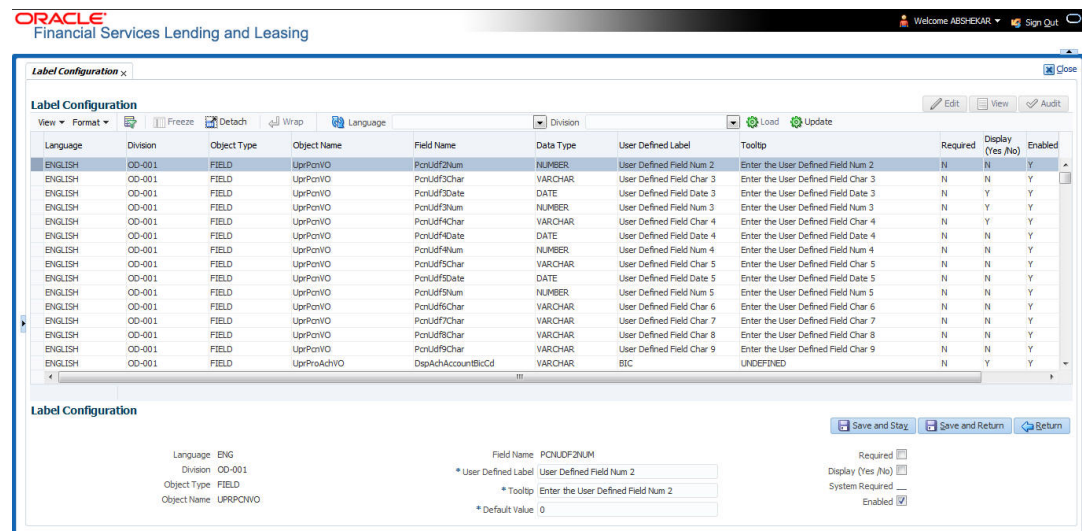 ORACLE
Financial Services Lending and Leasing
Welcome ABSHEKAR Sign Out
Label Configuration x
Close
Label Configuration
Edit View Audit
View Format Freeze Detach Wrap Language Division Load Update
Language Division Object Type Object Name Field Name Data Type User Defined Label Tooltip Required Display (Yes /No) Enabled
ENGLISH OD-001 FIELD UprPcnVO PcnUdf2Num NUMBER User Defined Field Num 2 Enter the User Defined Field Num 2 N N Y
ENGLISH OD-001 FIELD UprPcnVO PcnUdf3Char VARCHAR User Defined Field Char 3 Enter the User Defined Field Char 3 N N Y
ENGLISH OD-001 FIELD UprPcnVO PcnUdf3Date DATE User Defined Field Date 3 Enter the User Defined Field Date 3 N Y Y
ENGLISH OD-001 FIELD UprPcnVO PcnUdf3Num NUMBER User Defined Field Num 3 Enter the User Defined Field Num 3 N Y Y
ENGLISH OD-001 FIELD UprPcnVO PcnUdf4Char VARCHAR User Defined Field Char 4 Enter the User Defined Field Char 4 N Y Y
ENGLISH OD-001 FIELD UprPcnVO PcnUdf4Date DATE User Defined Field Date 4 Enter the User Defined Field Date 4 N Y Y
ENGLISH OD-001 FIELD UprPcnVO PcnUdf4Num NUMBER User Defined Field Num 4 Enter the User Defined Field Num 4 N N Y
ENGLISH OD-001 FIELD UprPcnVO PcnUdf5Char VARCHAR User Defined Field Char 5 Enter the User Defined Field Char 5 N N Y
ENGLISH OD-001 FIELD UprPcnVO PcnUdf5Date DATE User Defined Field Date 5 Enter the User Defined Field Date 5 N N Y
ENGLISH OD-001 FIELD UprPcnVO PcnUdf5Num NUMBER User Defined Field Num 5 Enter the User Defined Field Num 5 N N Y
ENGLISH OD-001 FIELD UprPcnVO PcnUdf6Char VARCHAR User Defined Field Char 6 Enter the User Defined Field Char 6 N N Y
ENGLISH OD-001 FIELD UprPcnVO PcnUdf7Char VARCHAR User Defined Field Char 7 Enter the User Defined Field Char 7 N N Y
ENGLISH OD-001 FIELD UprPcnVO PcnUdf8Char VARCHAR User Defined Field Char 8 Enter the User Defined Field Char 8 N N Y
ENGLISH OD-001 FIELD UprPcnVO PcnUdf9Char VARCHAR User Defined Field Char 9 Enter the User Defined Field Char 9 N N Y
ENGLISH OD-001 FIELD UprProAchVO DspAchAccountBicCd VARCHAR BIC UNDEFINED N Y Y
Label Configuration
Save and Stay Save and Return Return
Language ENG Field Name PCNUDF2NUM Required
Division OD-001 * User Defined Label User Defined Field Num 2 Display (Yes /No)
Object Type FIELD * Tooltip Enter the User Defined Field Num 2 System Required
Object Name UPRPCNVO * Default Value 0 Enabled